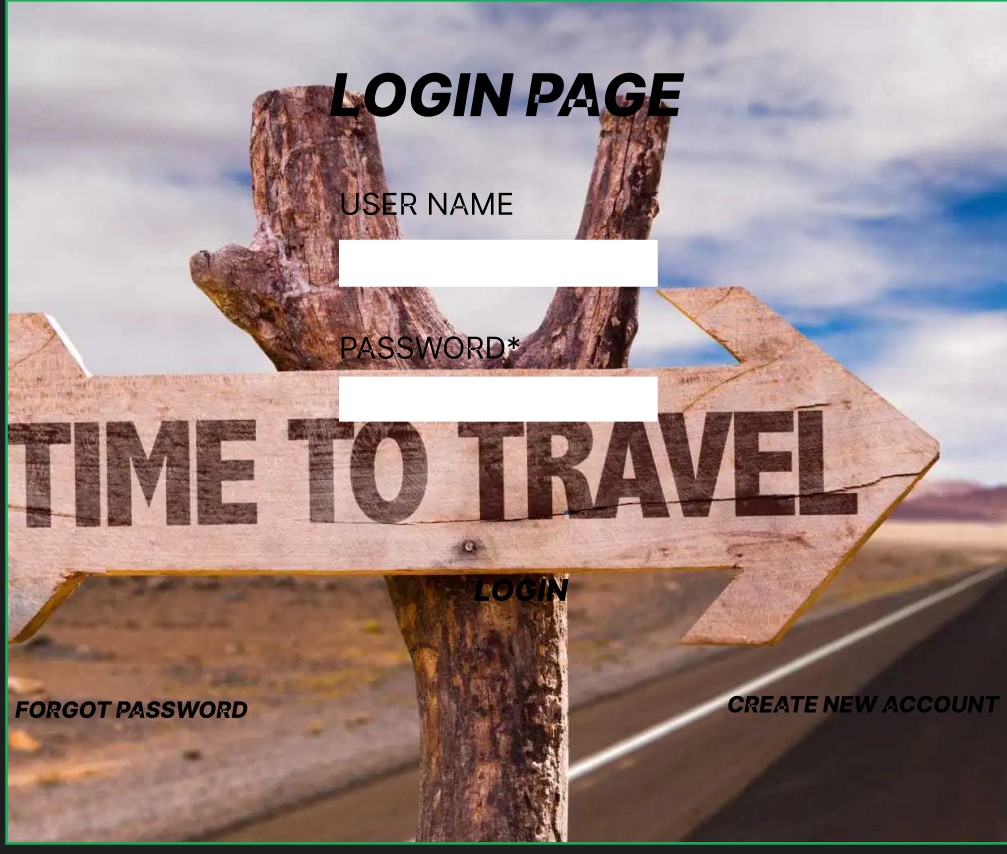 LOGIN PAGE
USER NAME
PASSWORD*
TIME TO TRAVEL
LOGIN
FORGOT PASSWORD
CREATE NEW ACCOUNT